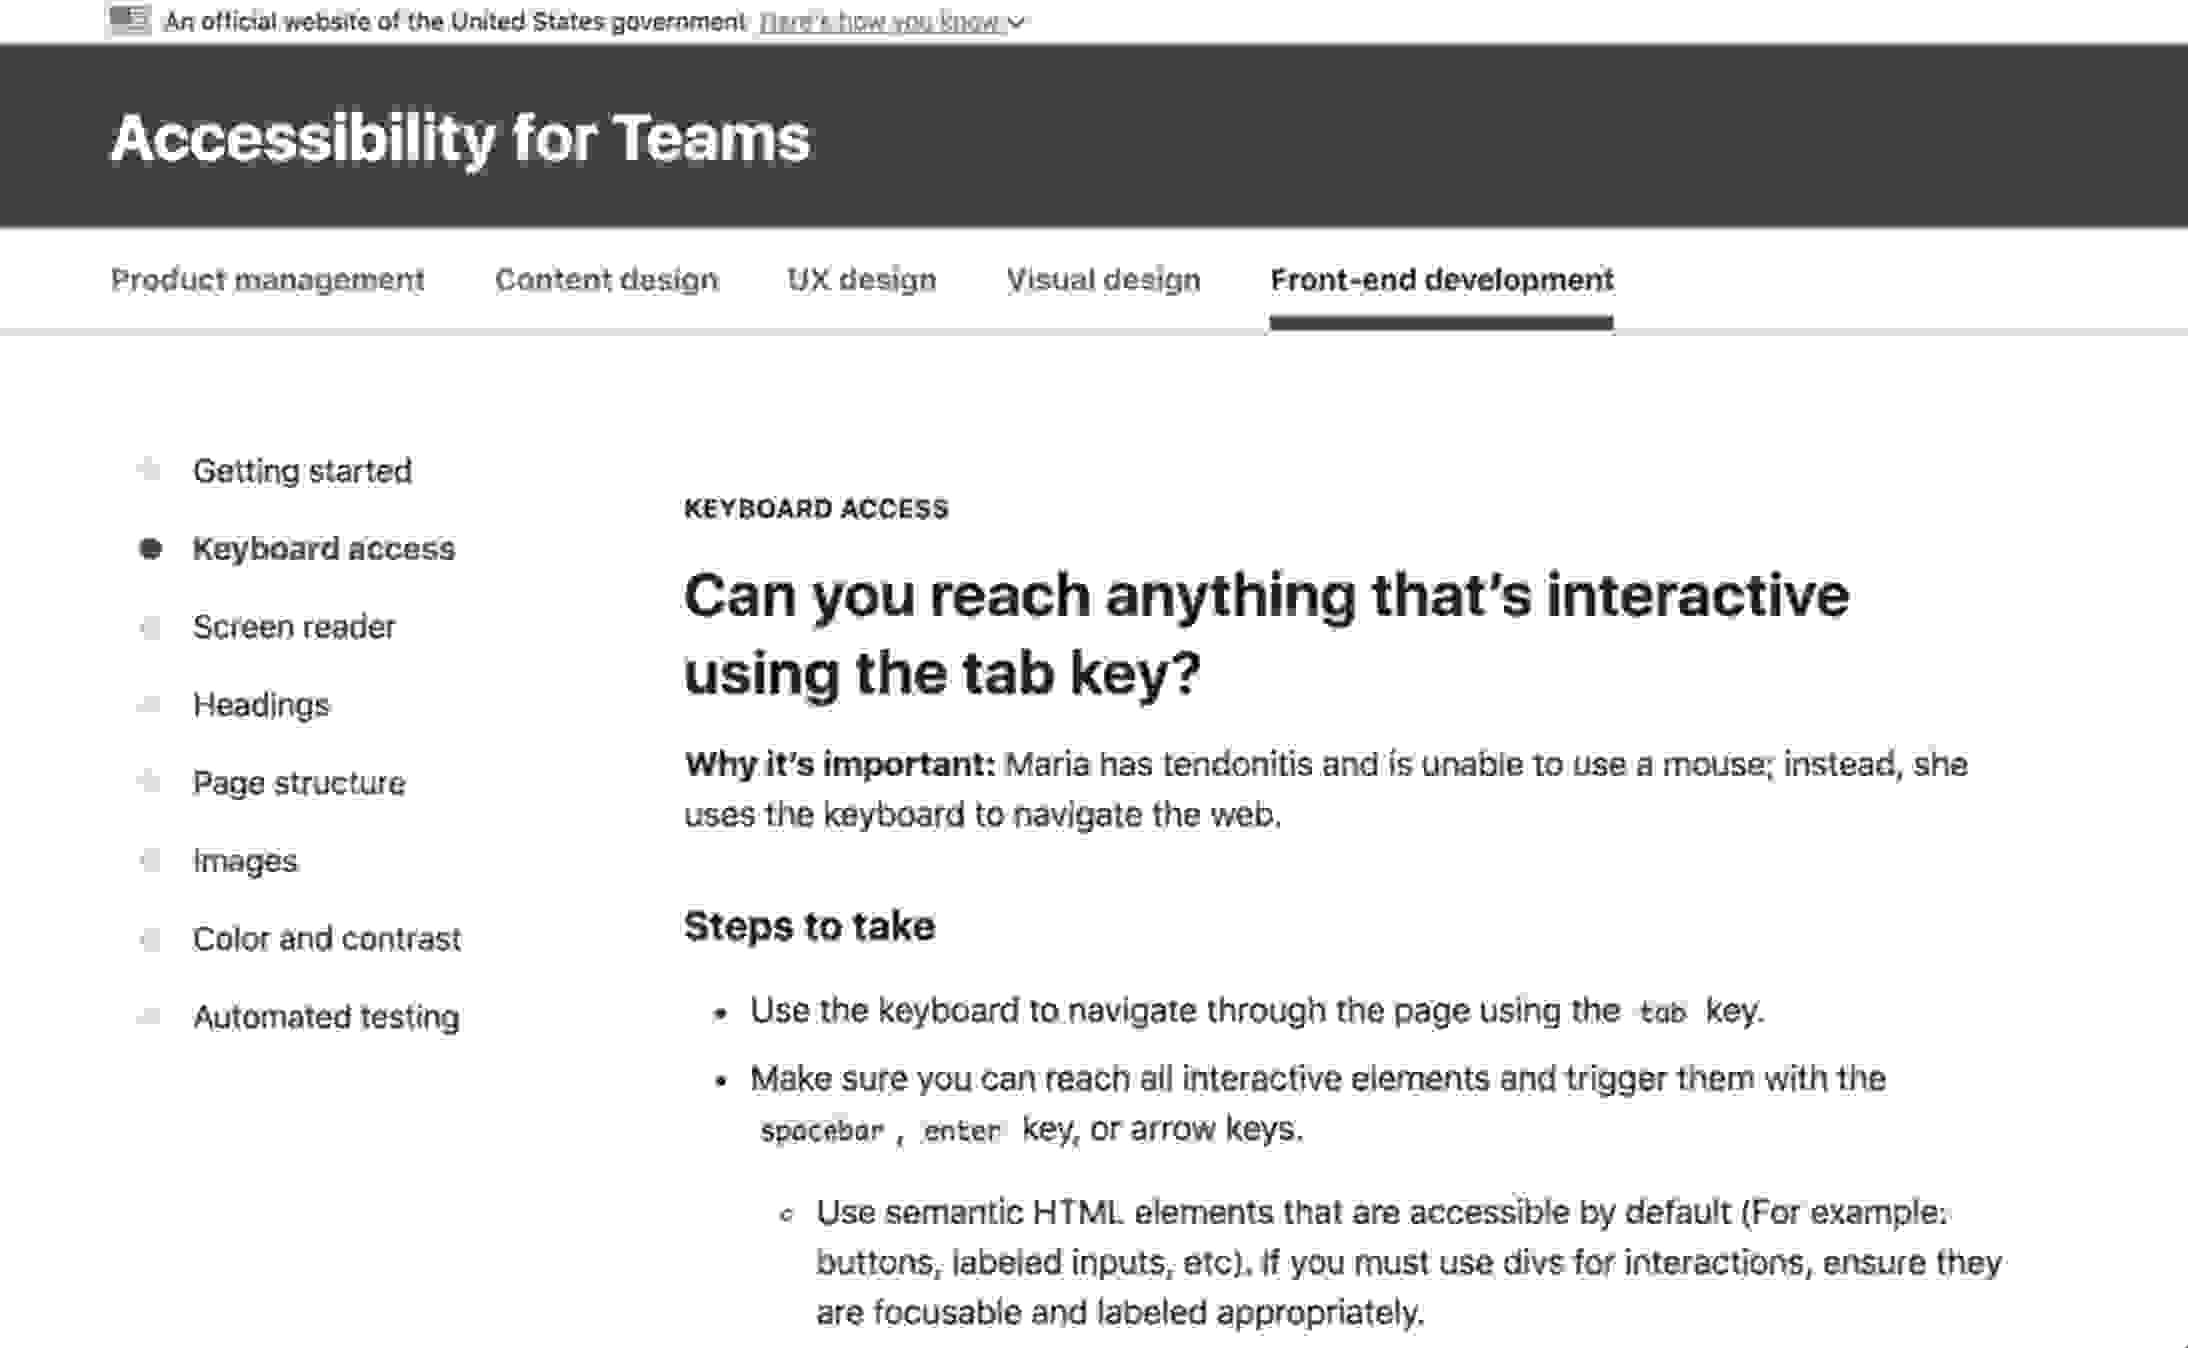 An official website of the United States government Here's how you know
Accessibility for Teams
Product management Content design UX design Visual design Front-end development
Getting started
Keyboard access
Screen reader
Headings
Page structure
Images
Color and contrast
Automated testing
KEYBOARD ACCESS
Can you reach anything that's interactive
using the tab key?
Why it's important: Maria has tendonitis and is unable to use a mouse; instead, she
uses the keyboard to navigate the web.
Steps to take
• Use the keyboard to navigate through the page using the tab key.
• Make sure you can reach all interactive elements and trigger them with the
spacebar , enter key, or arrow keys.
◦ Use semantic HTML elements that are accessible by default (For example:
buttons, labeled inputs, etc). If you must use divs for interactions, ensure they
are focusable and labeled appropriately.